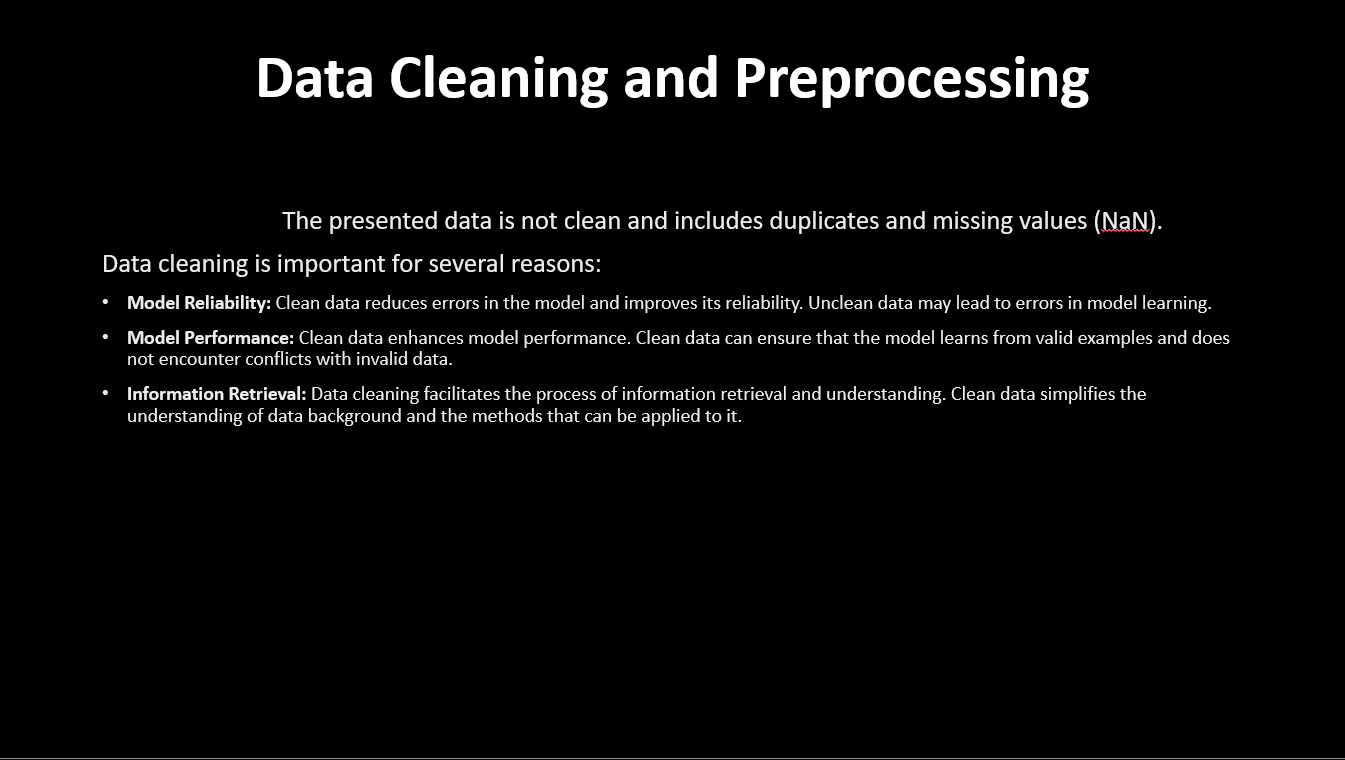 Data Cleaning and Preprocessing
The presented data is not clean and includes duplicates and missing values (NaN).
Data cleaning is important for several reasons:
• Model Reliability: Clean data reduces errors in the model and improves its reliability. Unclean data may lead to errors in model learning.
• Model Performance: Clean data enhances model performance. Clean data can ensure that the model learns from valid examples and does
not encounter conflicts with invalid data.
• Information Retrieval: Data cleaning facilitates the process of information retrieval and understanding. Clean data simplifies the
understanding of data background and the methods that can be applied to it.